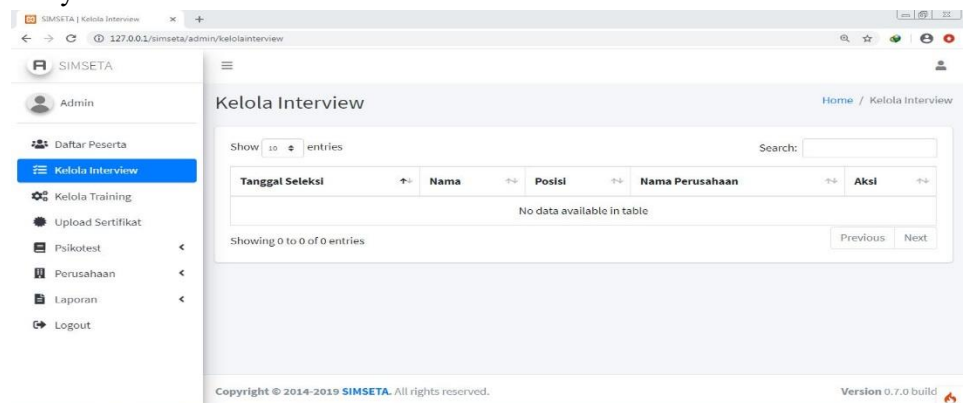 SIMSETA | Kelola Interview
127.0.0.1/simseta/admin/kelolainterview
SIMSETA
Admin
Kelola Interview
Home / Kelola Interview
Daftar Peserta
Kelola Interview
Kelola Training
Upload Sertifikat
Psikotest
Perusahaan
Laporan
Logout
Show 10 entries
Search:
Tanggal Seleksi Nama Posisi Nama Perusahaan Aksi
No data available in table
Showing 0 to 0 of 0 entries
Previous Next
Copyright © 2014-2019 SIMSETA. All rights reserved.
Version 0.7.0 build